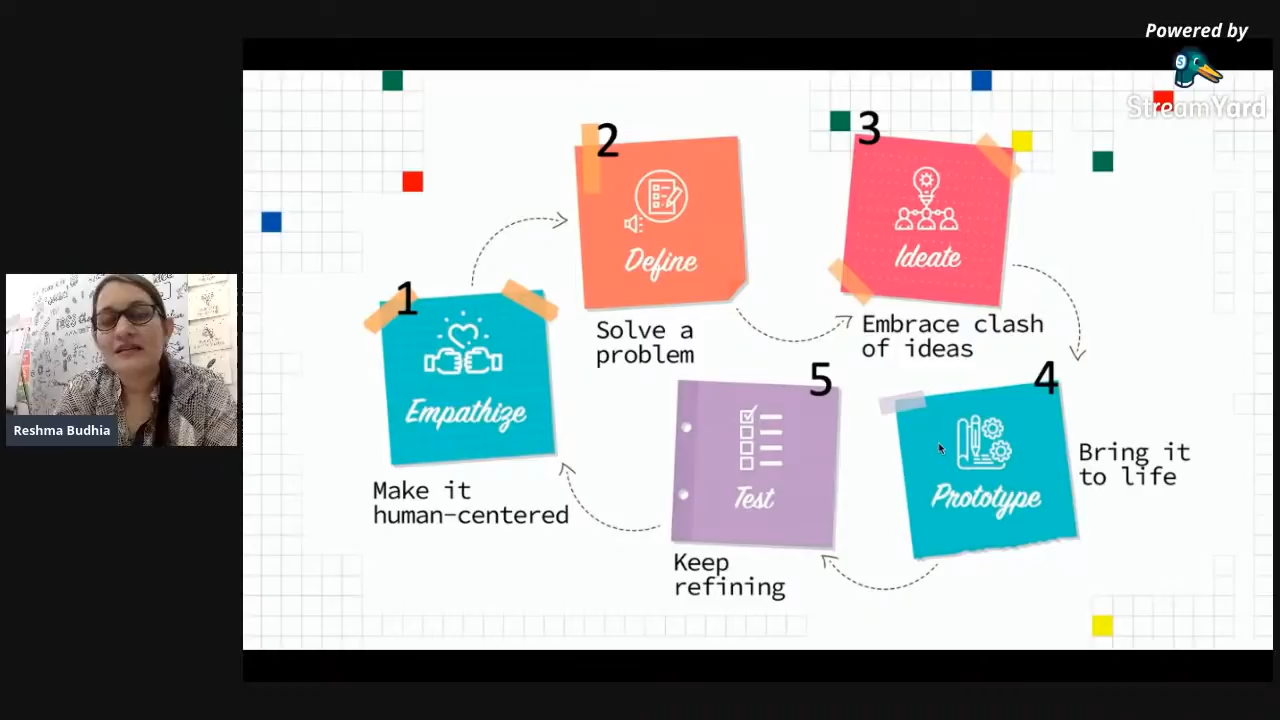 Powered by
StreamYard
Reshma Budhia
1
Empathize
Make it
human-centered
2
Define
Solve a
problem
3
Ideate
Embrace clash
of ideas
4
Prototype
Bring it
to life
5
Test
Keep
refining